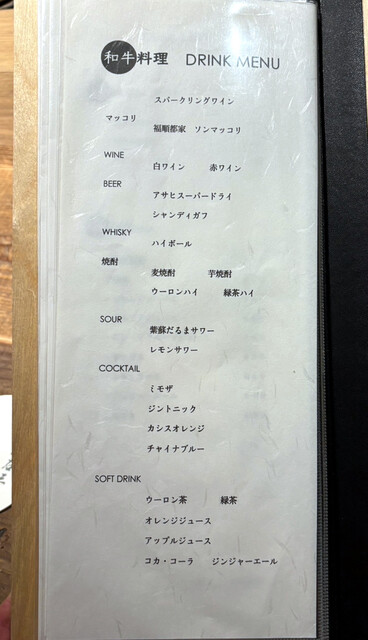 和牛料理 DRINK MENU
スパークリングワイン
マッコリ
福順都家 ソンマッコリ
WINE
白ワイン 赤ワイン
BEER
アサヒスーパードライ
シャンディガフ
WHISKY
ハイボール
焼酎
麦焼酎 芋焼酎
ウーロンハイ 緑茶ハイ
SOUR
紫蘇だるまサワー
レモンサワー
COCKTAIL
ミモザ
ジントニック
カシスオレンジ
チャイナブルー
SOFT DRINK
ウーロン茶 緑茶
オレンジジュース
アップルジュース
コカ・コーラ ジンジャーエール